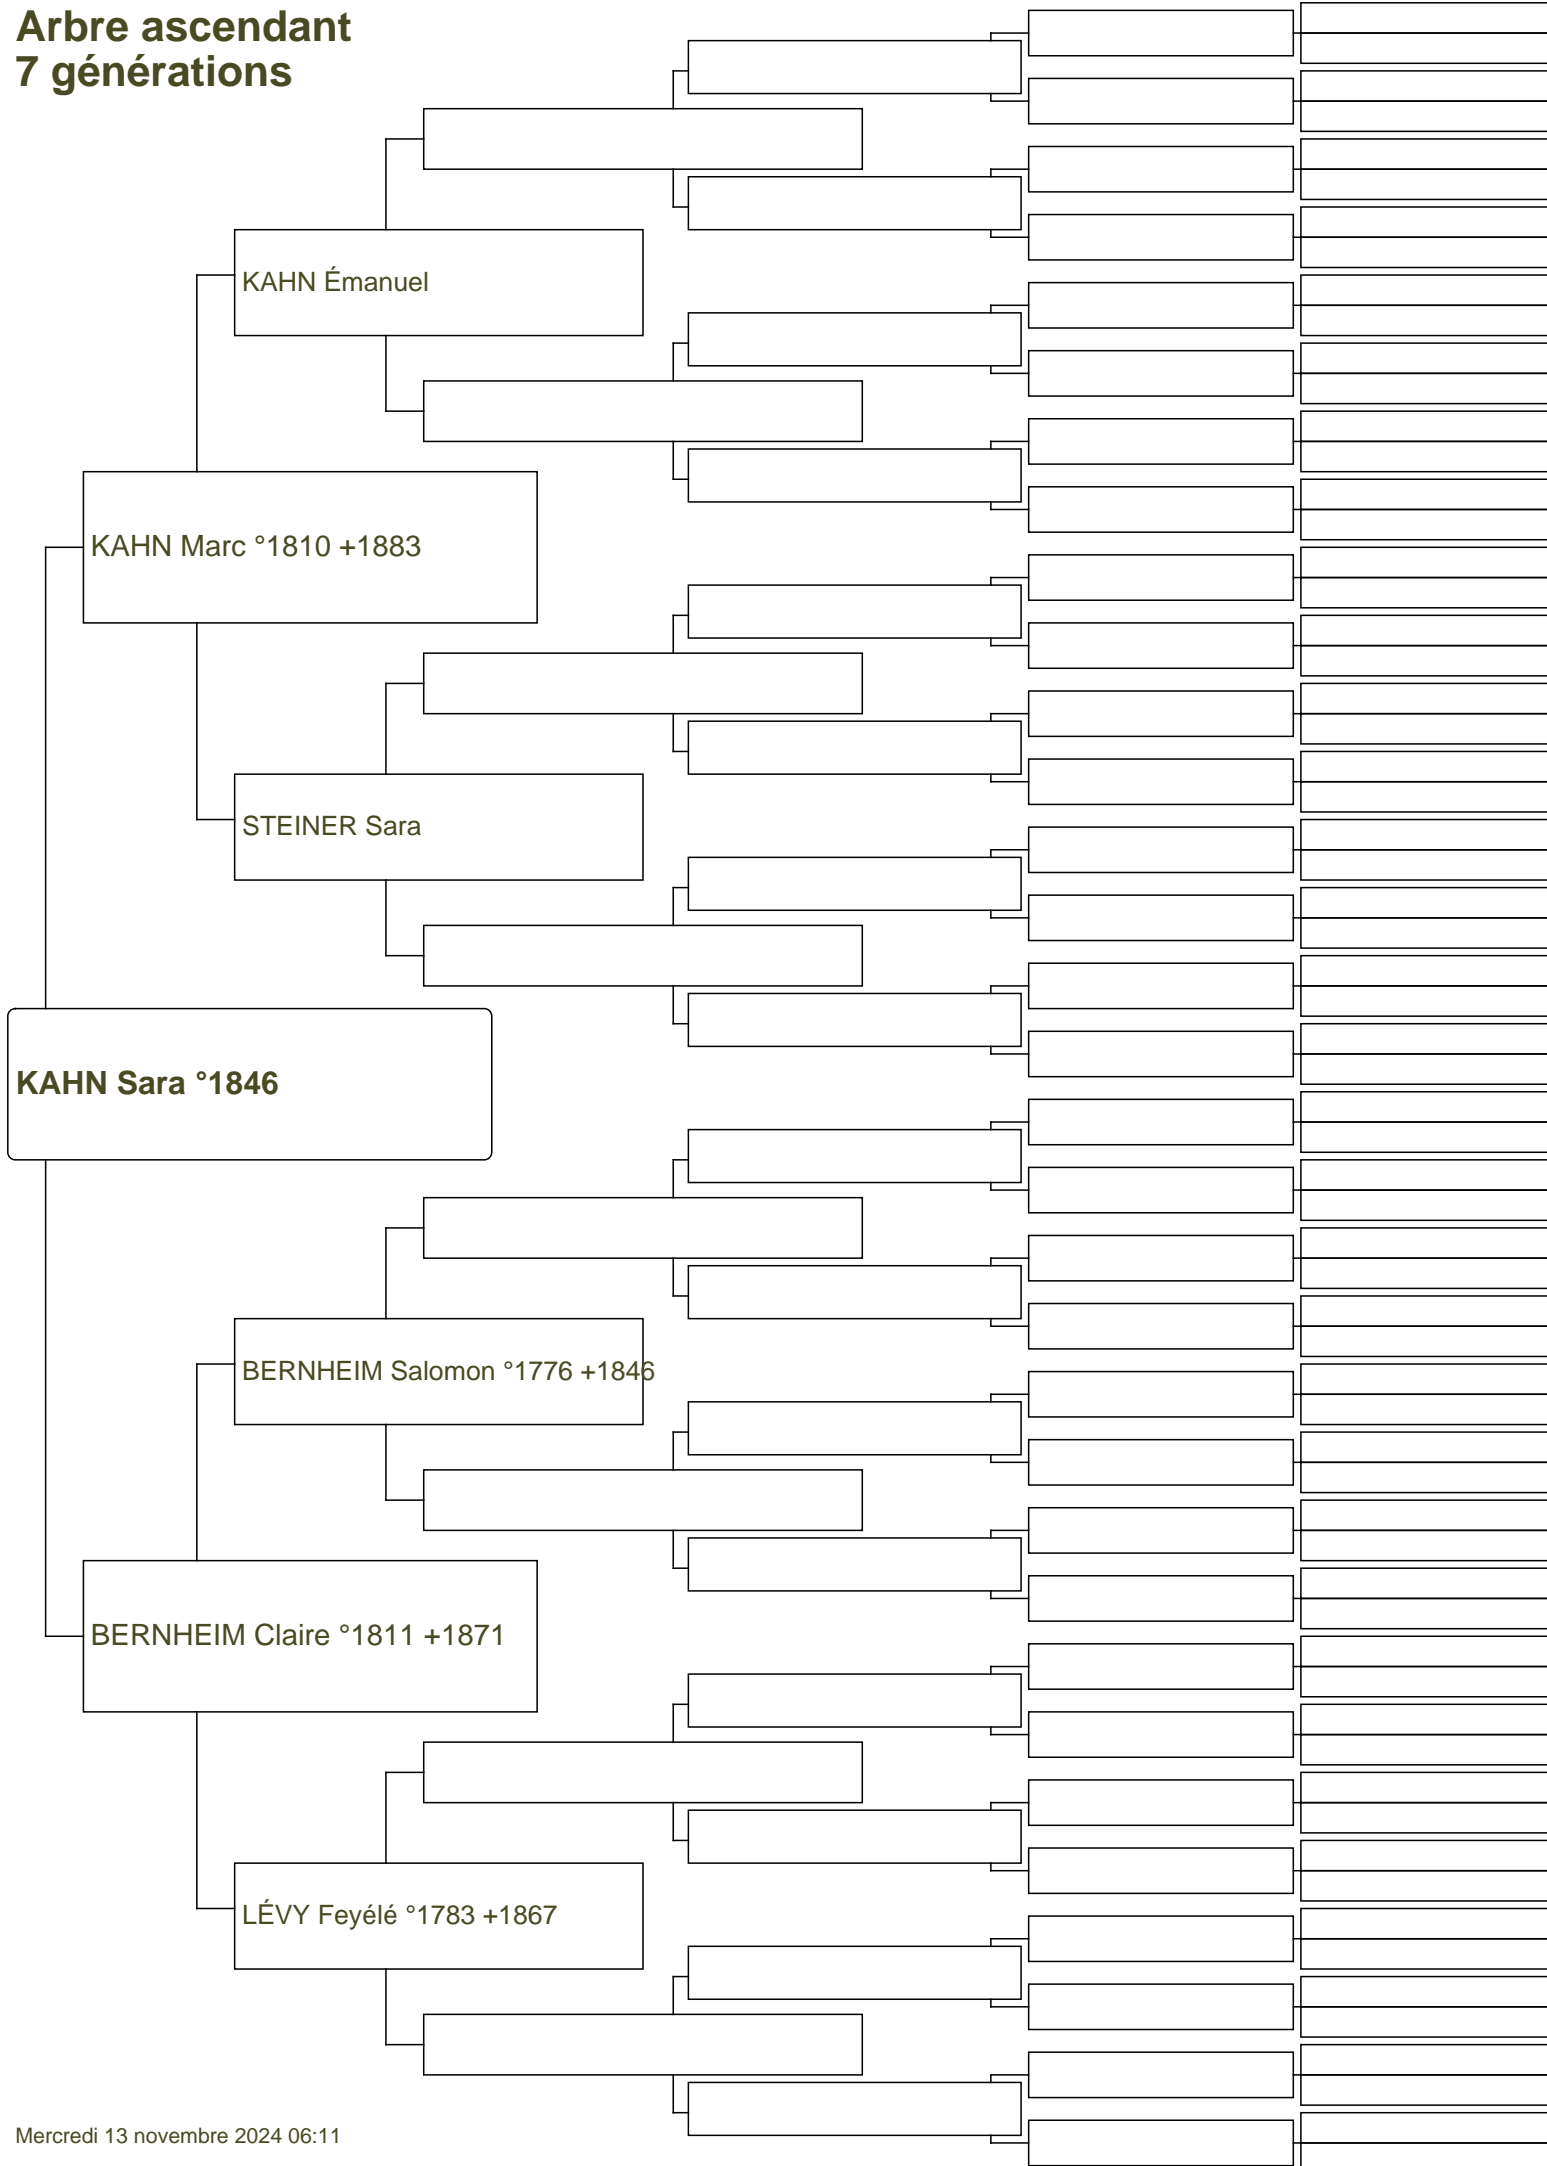 Arbre ascendant
7 générations
KAHN Émanuel
KAHN Marc °1810 +1883
STEINER Sara
KAHN Sara °1846
BERNHEIM Salomon °1776 +1846
BERNHEIM Claire °1811 +1871
LÉVY Feyélé °1783 +1867
Mercredi 13 novembre 2024 06:11